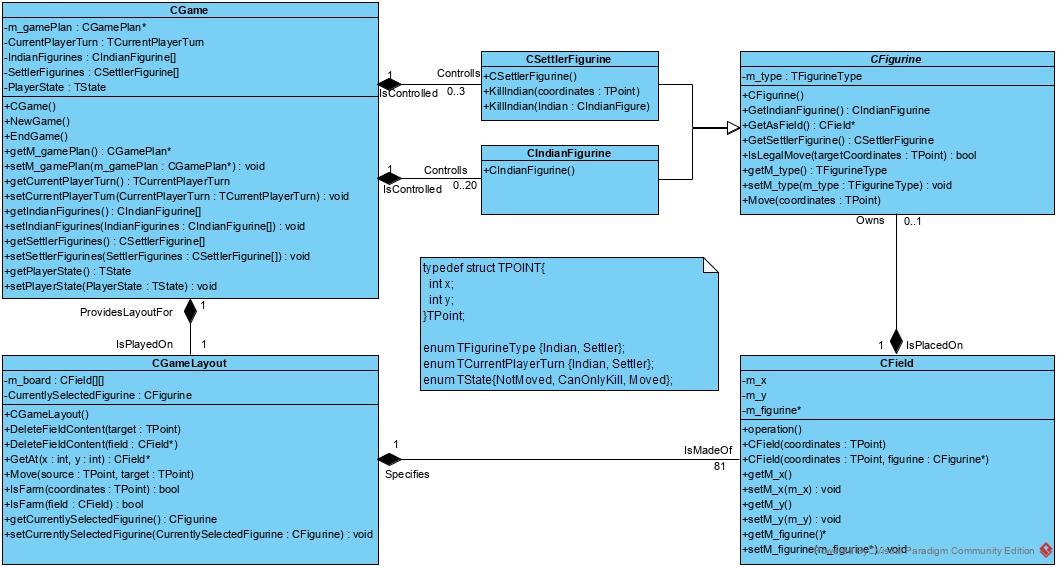 CGame
-m_gamePlan : CGamePlan*
-CurrentPlayerTurn : TCurrentPlayerTurn
-IndianFigurines : CIndianFigurine[]
-SettlerFigurines : CSettlerFigurine[]
-PlayerState : TState
+CGame()
+NewGame()
+EndGame()
+getM_gamePlan() : CGamePlan*
+setM_gamePlan(m_gamePlan : CGamePlan*) : void
+getCurrentPlayerTurn() : TCurrentPlayerTurn
+setCurrentPlayerTurn(CurrentPlayerTurn : TCurrentPlayerTurn) : void
+getIndianFigurines() : CIndianFigurine[]
+setIndianFigurines(IndianFigurines : CIndianFigurine[]) : void
+getSettlerFigurines() : CSettlerFigurine[]
+setSettlerFigurines(SettlerFigurines : CSettlerFigurine[]) : void
+getPlayerState() : TState
+setPlayerState(PlayerState : TState) : void
1
Controlls
IsControlled
0..3
1
Controlls
IsControlled
0..20
CSettlerFigurine
+CSettlerFigurine()
+KillIndian(coordinates : TPoint)
+KillIndian(Indian : CIndianFigure)
CIndianFigurine
+CIndianFigurine()
CFigurine
-m_type : TFigurineType
+CFigurine()
+GetIndianFigurine() : CIndianFigurine
+GetAsField() : CField*
+GetSettlerFigurine() : CSettlerFigurine
+IsLegalMove(targetCoordinates : TPoint) : bool
+getM_type() : TFigurineType
+setM_type(m_type : TFigurineType) : void
+Move(coordinates : TPoint)
Owns
0..1
typedef struct TPOINT{
int x;
int y;
}TPoint;
enum TFigurineType {Indian, Settler};
enum TCurrentPlayerTurn {Indian, Settler};
enum TState{NotMoved, CanOnlyKill, Moved};
ProvidesLayoutFor
1
IsPlayedOn
1
1
IsPlacedOn
CGameLayout
-m_board : CField[][]
-CurrentlySelectedFigurine : CFigurine
+CGameLayout()
+DeleteFieldContent(target : TPoint)
+DeleteFieldContent(field : CField*)
+GetAt(x : int, y : int) : CField*
+Move(source : TPoint, target : TPoint)
+IsFarm(coordinates : TPoint) : bool
+IsFarm(field : CField) : bool
+getCurrentlySelectedFigurine() : CFigurine
+setCurrentlySelectedFigurine(CurrentlySelectedFigurine : CFigurine) : void
1
Specifies
IsMadeOf
81
CField
-m_x
-m_y
-m_figurine*
+operation()
+CField(coordinates : TPoint)
+CField(coordinates : TPoint, figurine : CFigurine*)
+getM_x()
+setM_x(m_x) : void
+getM_y()
+setM_y(m_y) : void
+getM_figurine()*
+setM_figurine(m_figurine*) : void
Powered By Visual Paradigm Community Edition